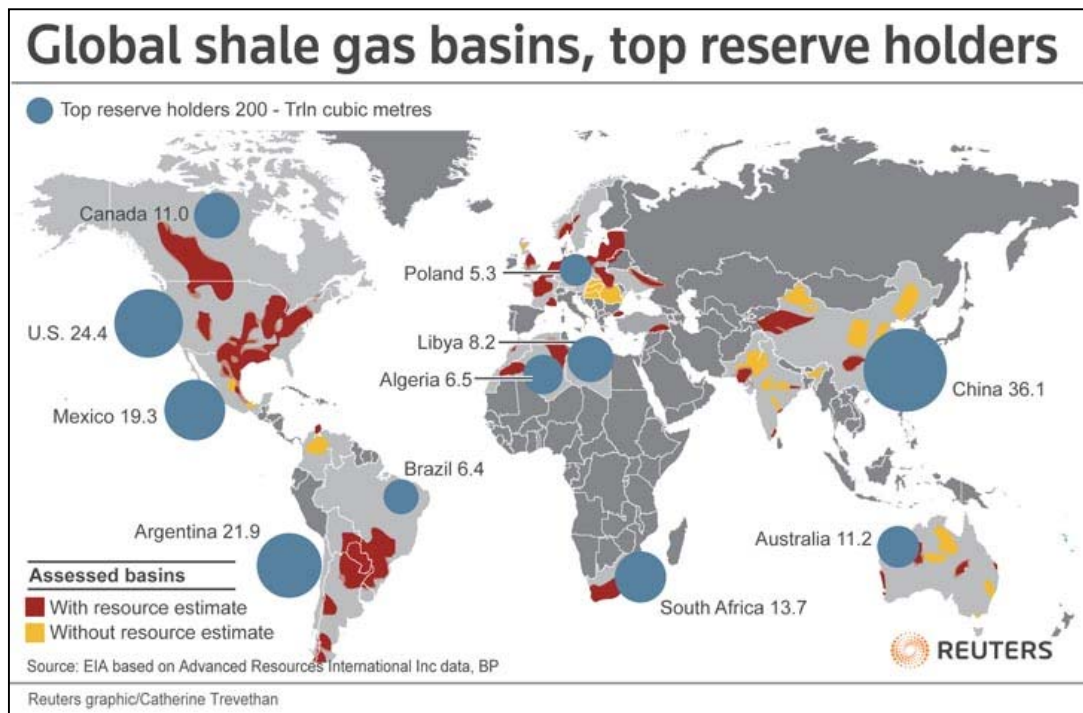 Global shale gas basins, top reserve holders
Top reserve holders 200 - Trln cubic metres
Canada 11.0
Poland 5.3
U.S. 24.4
Libya 8.2
Algeria 6.5
China 36.1
Mexico 19.3
Brazil 6.4
Argentina 21.9
Australia 11.2
South Africa 13.7
Assessed basins
With resource estimate
Without resource estimate
REUTERS
Source: EIA based on Advanced Resources International Inc data, BP
Reuters graphic/Catherine Trevethan